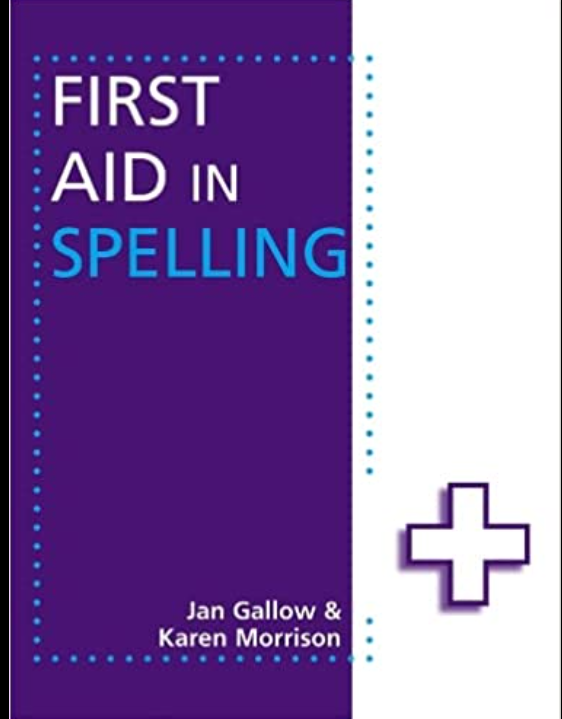 FIRST
AID IN
SPELLING
Jan Gallow &
Karen Morrison